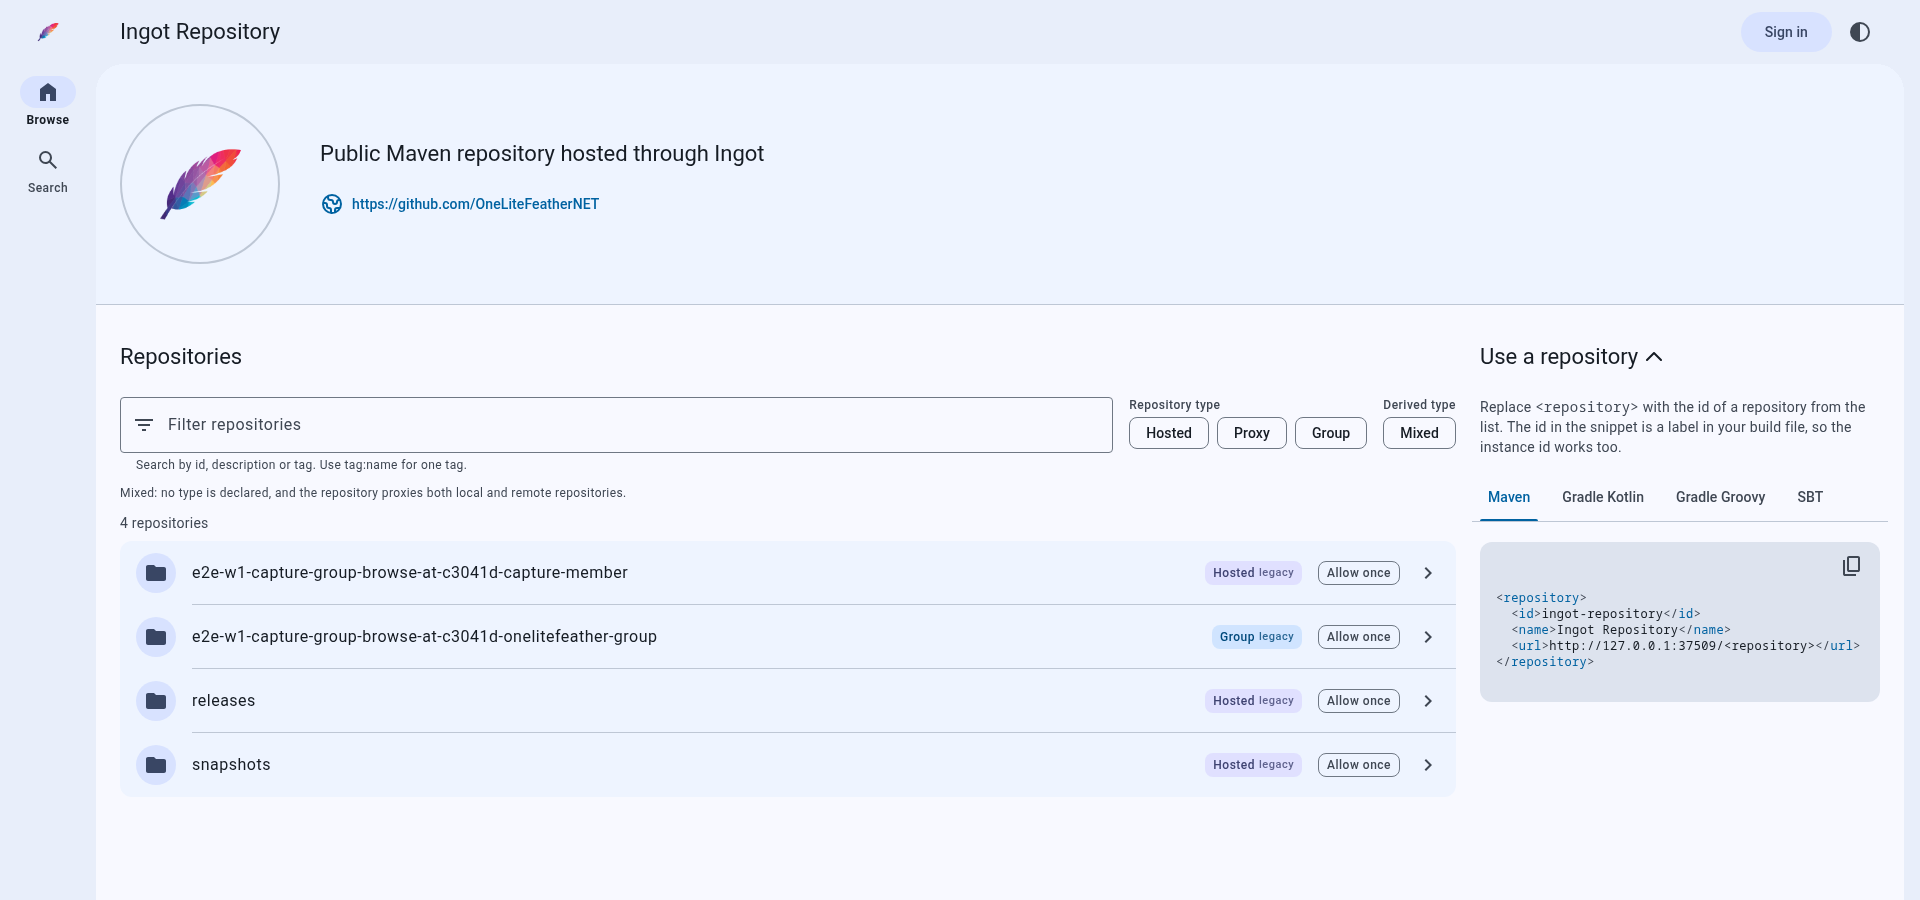 Ingot Repository
Sign in
Browse
Search
Public Maven repository hosted through Ingot
https://github.com/OneLiteFeatherNET
Repositories
Filter repositories
Search by id, description or tag. Use tag:name for one tag.
Repository type
Hosted
Proxy
Group
Derived type
Mixed
Mixed: no type is declared, and the repository proxies both local and remote repositories.
4 repositories
e2e-w1-capture-group-browse-at-c3041d-capture-member
Hosted legacy
Allow once
e2e-w1-capture-group-browse-at-c3041d-onelitefeather-group
Group legacy
Allow once
releases
Hosted legacy
Allow once
snapshots
Hosted legacy
Allow once
Use a repository
Replace <repository> with the id of a repository from the
list. The id in the snippet is a label in your build file, so the
instance id works too.
Maven
Gradle Kotlin
Gradle Groovy
SBT
<repository>
  <id>ingot-repository</id>
  <name>Ingot Repository</name>
  <url>http://127.0.0.1:37509/<repository></url>
</repository>